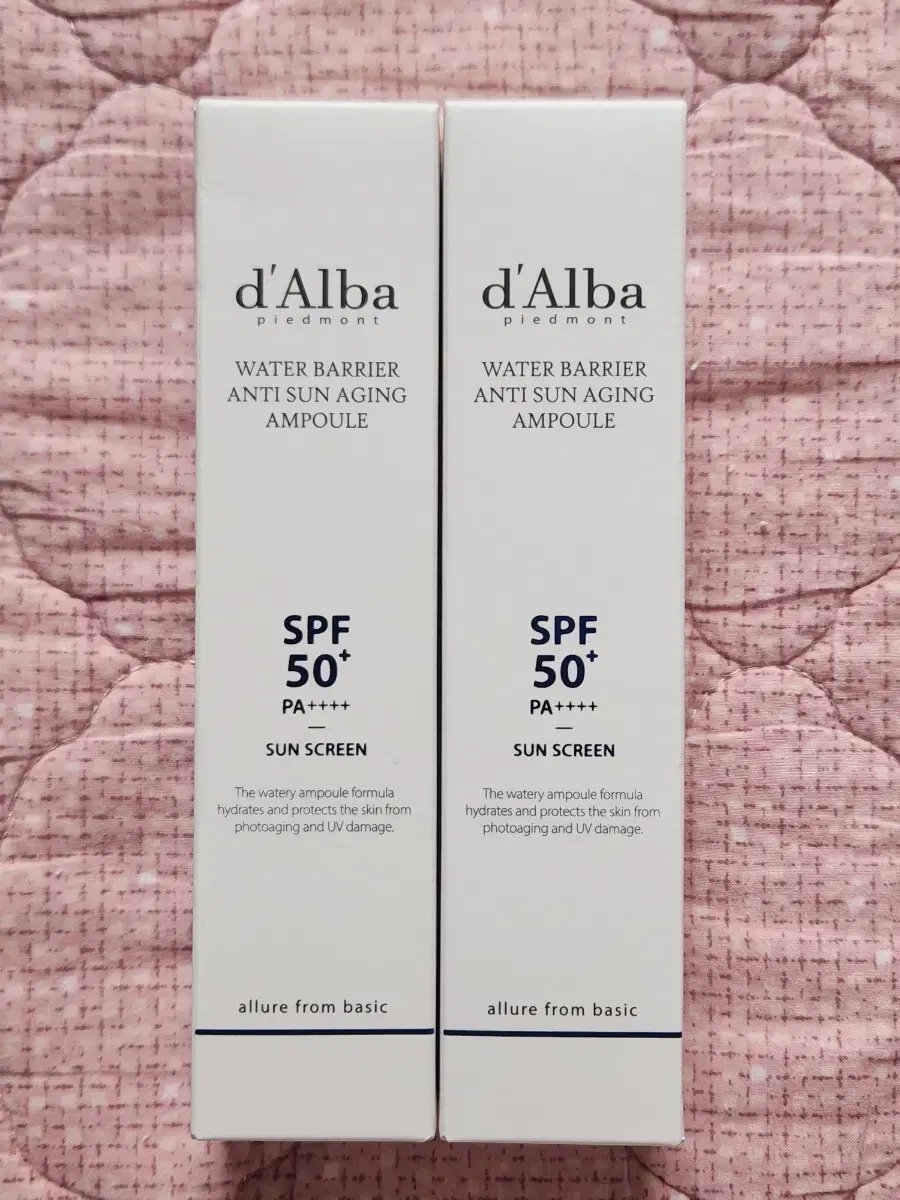 d'Alba
piedmont
WATER BARRIER
ANTI SUN AGING
AMPOULE
SPF
50+
PA++++
SUN SCREEN
The watery ampoule formula
hydrates and protects the skin from
photoaging and UV damage.
allure from basic
d'Alba
piedmont
WATER BARRIER
ANTI SUN AGING
AMPOULE
SPF
50+
PA++++
SUN SCREEN
The watery ampoule formula
hydrates and protects the skin from
photoaging and UV damage.
allure from basic